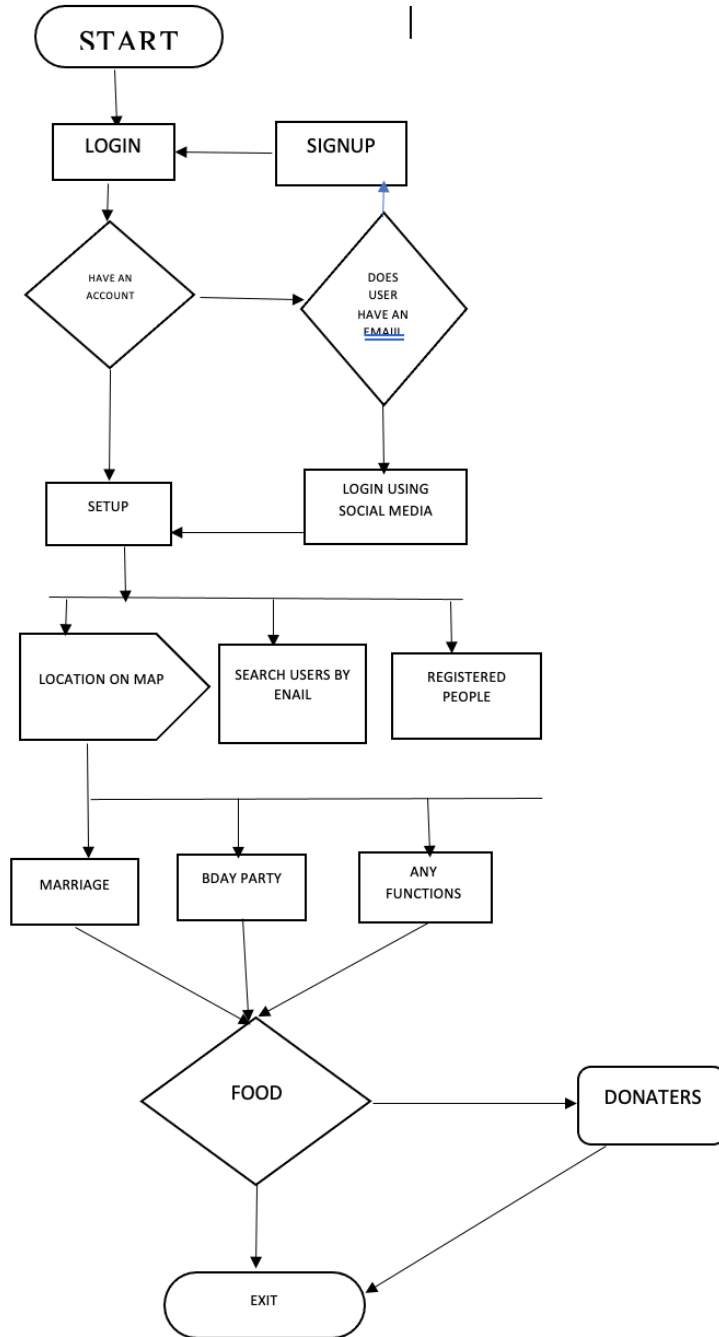 START
LOGIN
SIGNUP
HAVE AN
ACCOUNT
DOES
USER
HAVE AN
EMAIIL
SETUP
LOGIN USING
SOCIAL MEDIA
LOCATION ON MAP
SEARCH USERS BY
ENAIL
REGISTERED
PEOPLE
MARRIAGE
BDAY PARTY
ANY
FUNCTIONS
FOOD
DONATERS
EXIT